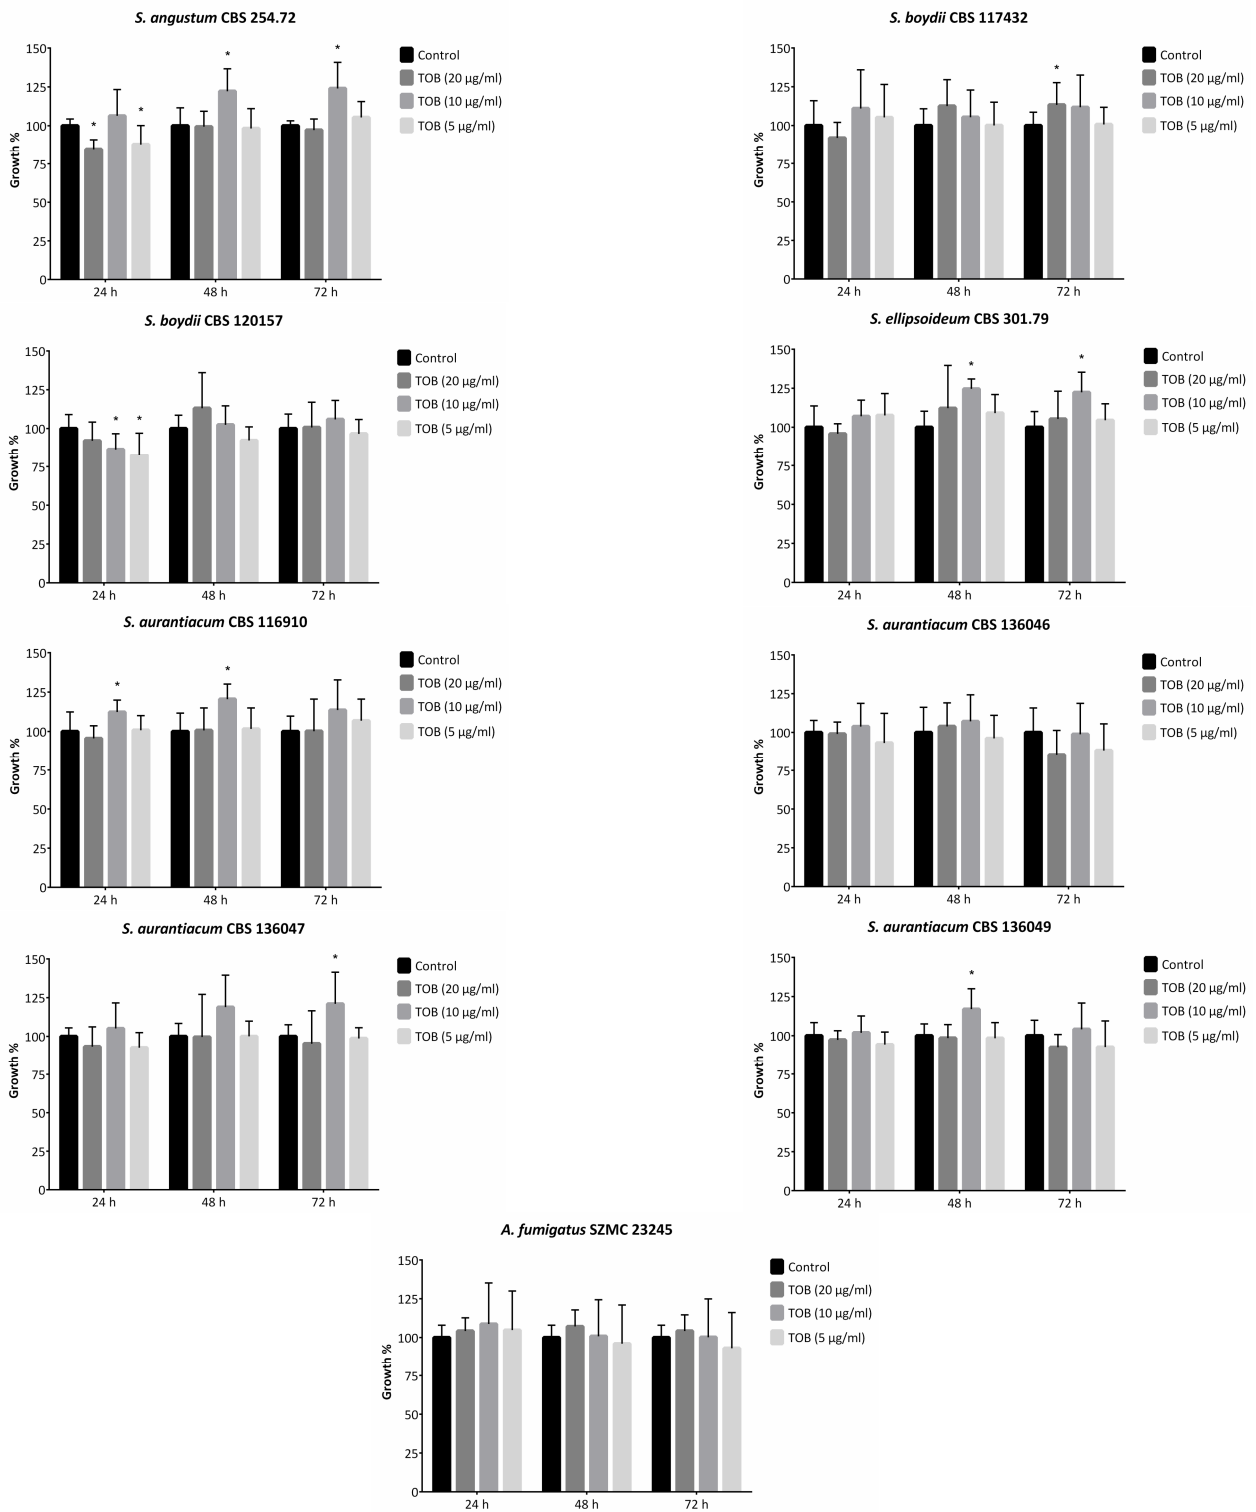 S. angustum CBS 254.72
150
125
100
75
50
25
0
Growth %
24 h
48 h
72 h
*
*
*
*
Control
TOB (20 µg/ml)
TOB (10 µg/ml)
TOB (5 µg/ml)
S. boydii CBS 117432
150
125
100
75
50
25
0
Growth %
24 h
48 h
72 h
*
Control
TOB (20 µg/ml)
TOB (10 µg/ml)
TOB (5 µg/ml)
S. boydii CBS 120157
150
125
100
75
50
25
0
Growth %
24 h
48 h
72 h
*
*
Control
TOB (20 µg/ml)
TOB (10 µg/ml)
TOB (5 µg/ml)
S. ellipsoideum CBS 301.79
150
125
100
75
50
25
0
Growth %
24 h
48 h
72 h
*
*
Control
TOB (20 µg/ml)
TOB (10 µg/ml)
TOB (5 µg/ml)
S. aurantiacum CBS 116910
150
125
100
75
50
25
0
Growth %
24 h
48 h
72 h
*
*
Control
TOB (20 µg/ml)
TOB (10 µg/ml)
TOB (5 µg/ml)
S. aurantiacum CBS 136046
150
125
100
75
50
25
0
Growth %
24 h
48 h
72 h
Control
TOB (20 µg/ml)
TOB (10 µg/ml)
TOB (5 µg/ml)
S. aurantiacum CBS 136047
150
125
100
75
50
25
0
Growth %
24 h
48 h
72 h
*
Control
TOB (20 µg/ml)
TOB (10 µg/ml)
TOB (5 µg/ml)
S. aurantiacum CBS 136049
150
125
100
75
50
25
0
Growth %
24 h
48 h
72 h
*
Control
TOB (20 µg/ml)
TOB (10 µg/ml)
TOB (5 µg/ml)
A. fumigatus SZMC 23245
150
125
100
75
50
25
0
Growth %
24 h
48 h
72 h
Control
TOB (20 µg/ml)
TOB (10 µg/ml)
TOB (5 µg/ml)